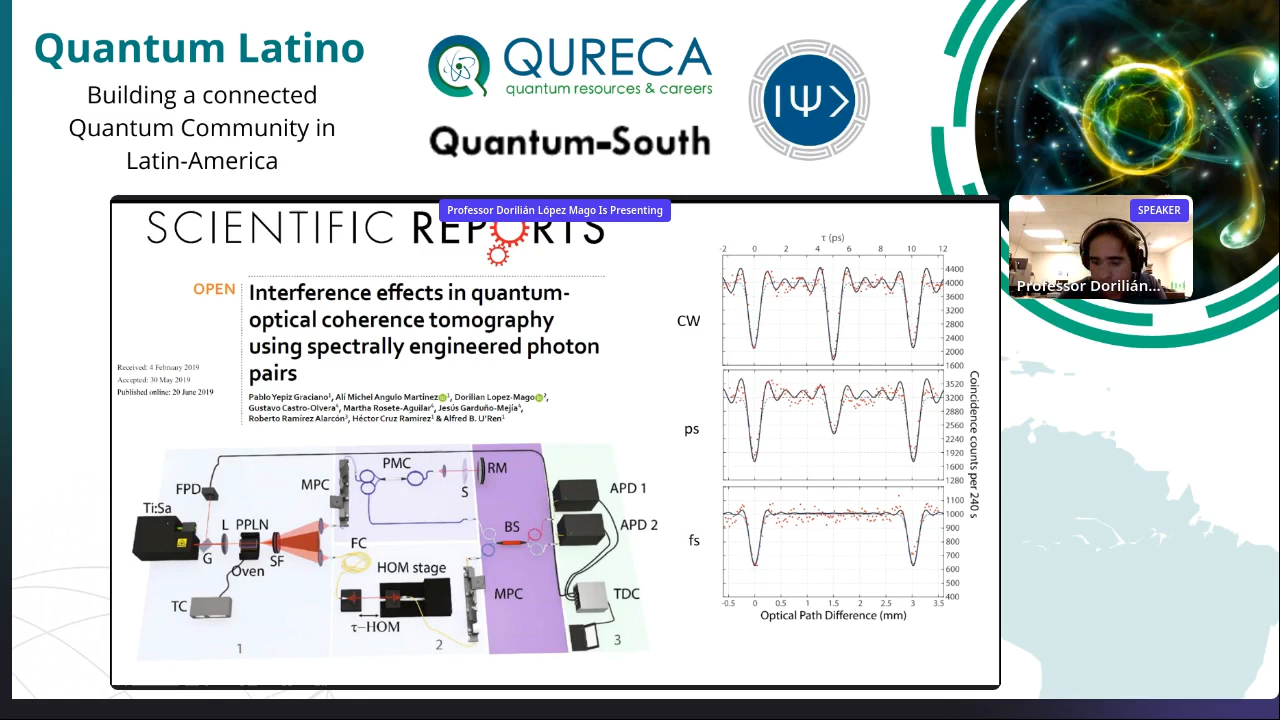 Quantum Latino
Building a connected
Quantum Community in
Latin-America
QURECA
quantum resources & careers
Quantum-South
|Ψ>
Professor Dorilián López Mago Is Presenting
SPEAKER
Professor Dorilián...
SCIENTIFIC REPORTS
OPEN
Interference effects in quantum-
optical coherence tomography
using spectrally engineered photon
pairs
Received: 4 February 2019
Accepted: 30 May 2019
Published online: 20 June 2019
Pablo Yepiz Graciano1, Alí Michel Angulo Martínez1, Dorilian Lopez-Mago2,
Gustavo Castro-Olvera1, Martha Rosete-Aguilar4, Jesús Garduño-Mejía4,
Roberto Ramírez Alarcón3, Héctor Cruz Ramírez1 & Alfred B. U'Ren1
FPD
Ti:Sa
G
L
PPLN
Oven
SF
TC
1
MPC
PMC
S
RM
FC
HOM stage
τ–HOM
2
MPC
BS
APD 1
APD 2
TDC
3
τ (ps)
-2 0 2 4 6 8 10 12
CW
4400
4000
3600
3200
2800
2400
2000
1600
ps
3520
3200
2880
2560
2240
1920
1600
1280
fs
1100
1000
900
800
700
600
500
400
-0.5 0 0.5 1 1.5 2 2.5 3 3.5
Optical Path Difference (mm)
Coincidence counts per 240 s